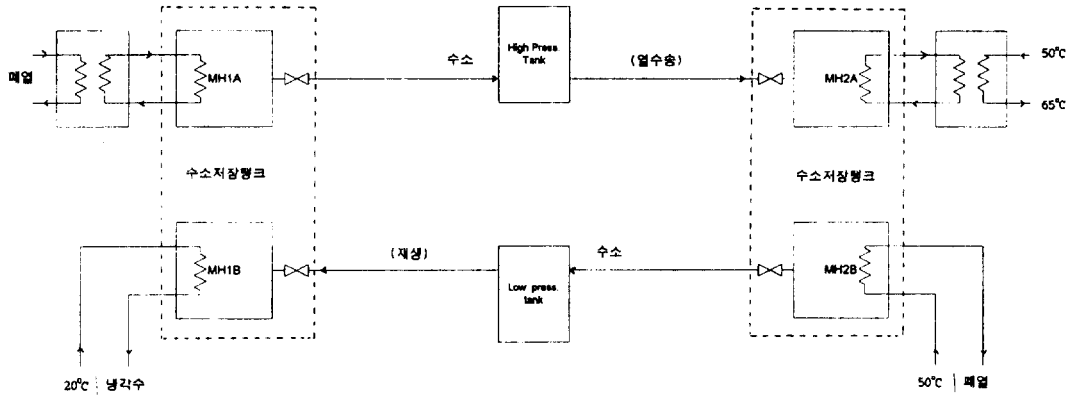 폐열
MH1A
수소
High Press.
Tank
(열수송)
MH2A
50°C
65°C
수소저장탱크
수소저장탱크
MH1B
(재생)
Low press.
tank
수소
MH2B
20°C
냉각수
50°C
폐열